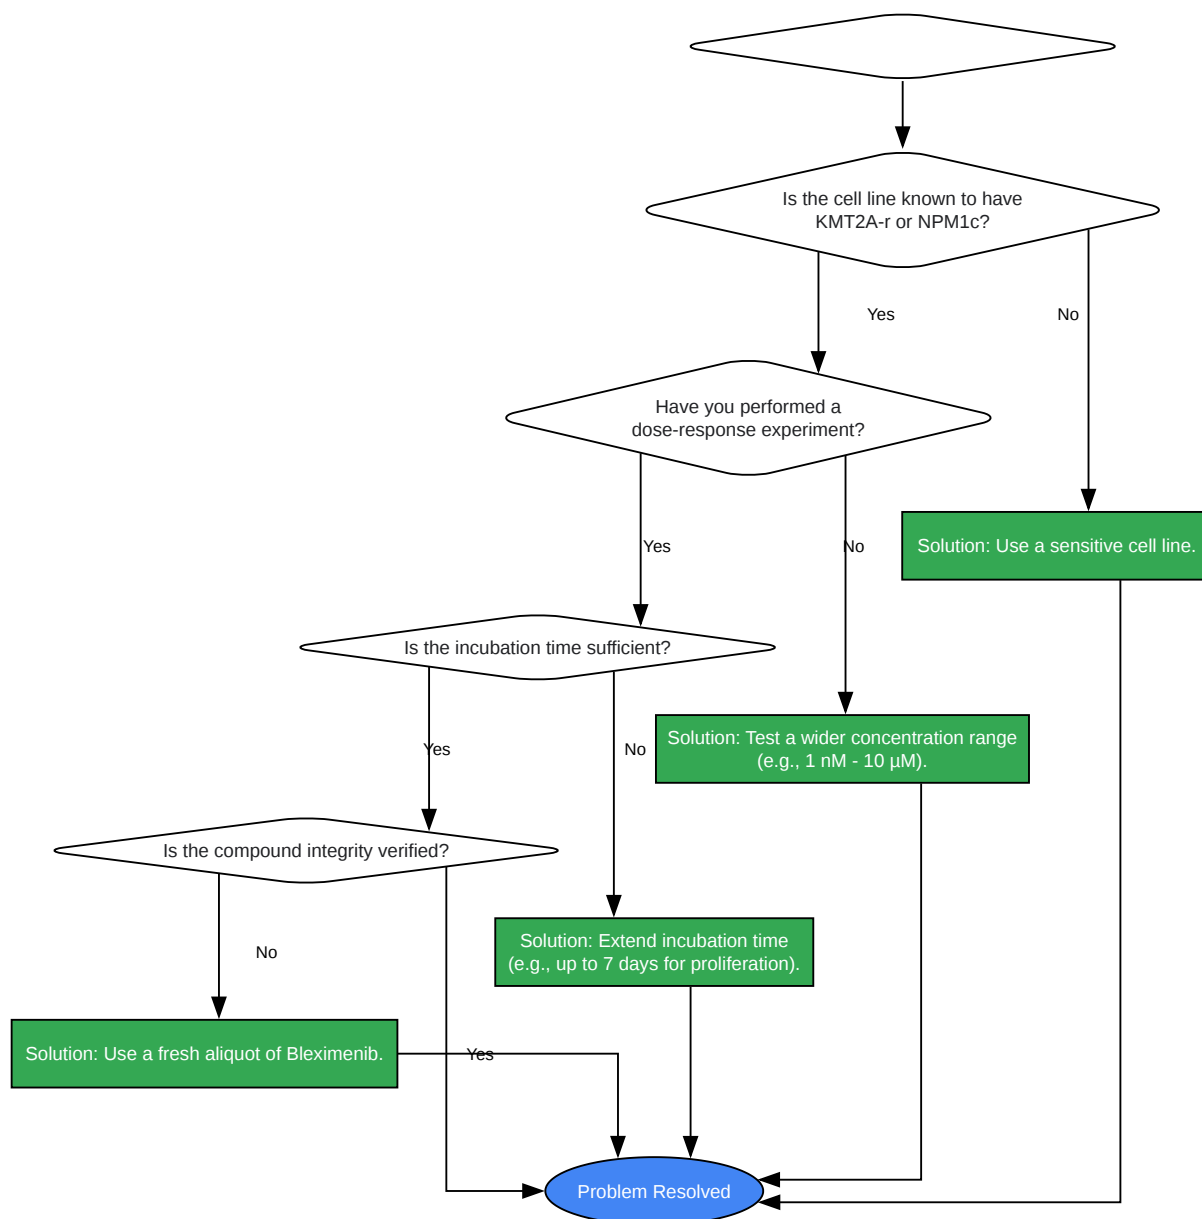 Is the cell line known to have
KMT2A-r or NPM1c?
Yes
No
Have you performed a
dose-response experiment?
Yes
No
Solution: Use a sensitive cell line.
Is the incubation time sufficient?
Yes
No
Solution: Test a wider concentration range
(e.g., 1 nM - 10 µM).
Is the compound integrity verified?
No
Solution: Extend incubation time
(e.g., up to 7 days for proliferation).
Solution: Use a fresh aliquot of Bleximenib.
Yes
Problem Resolved